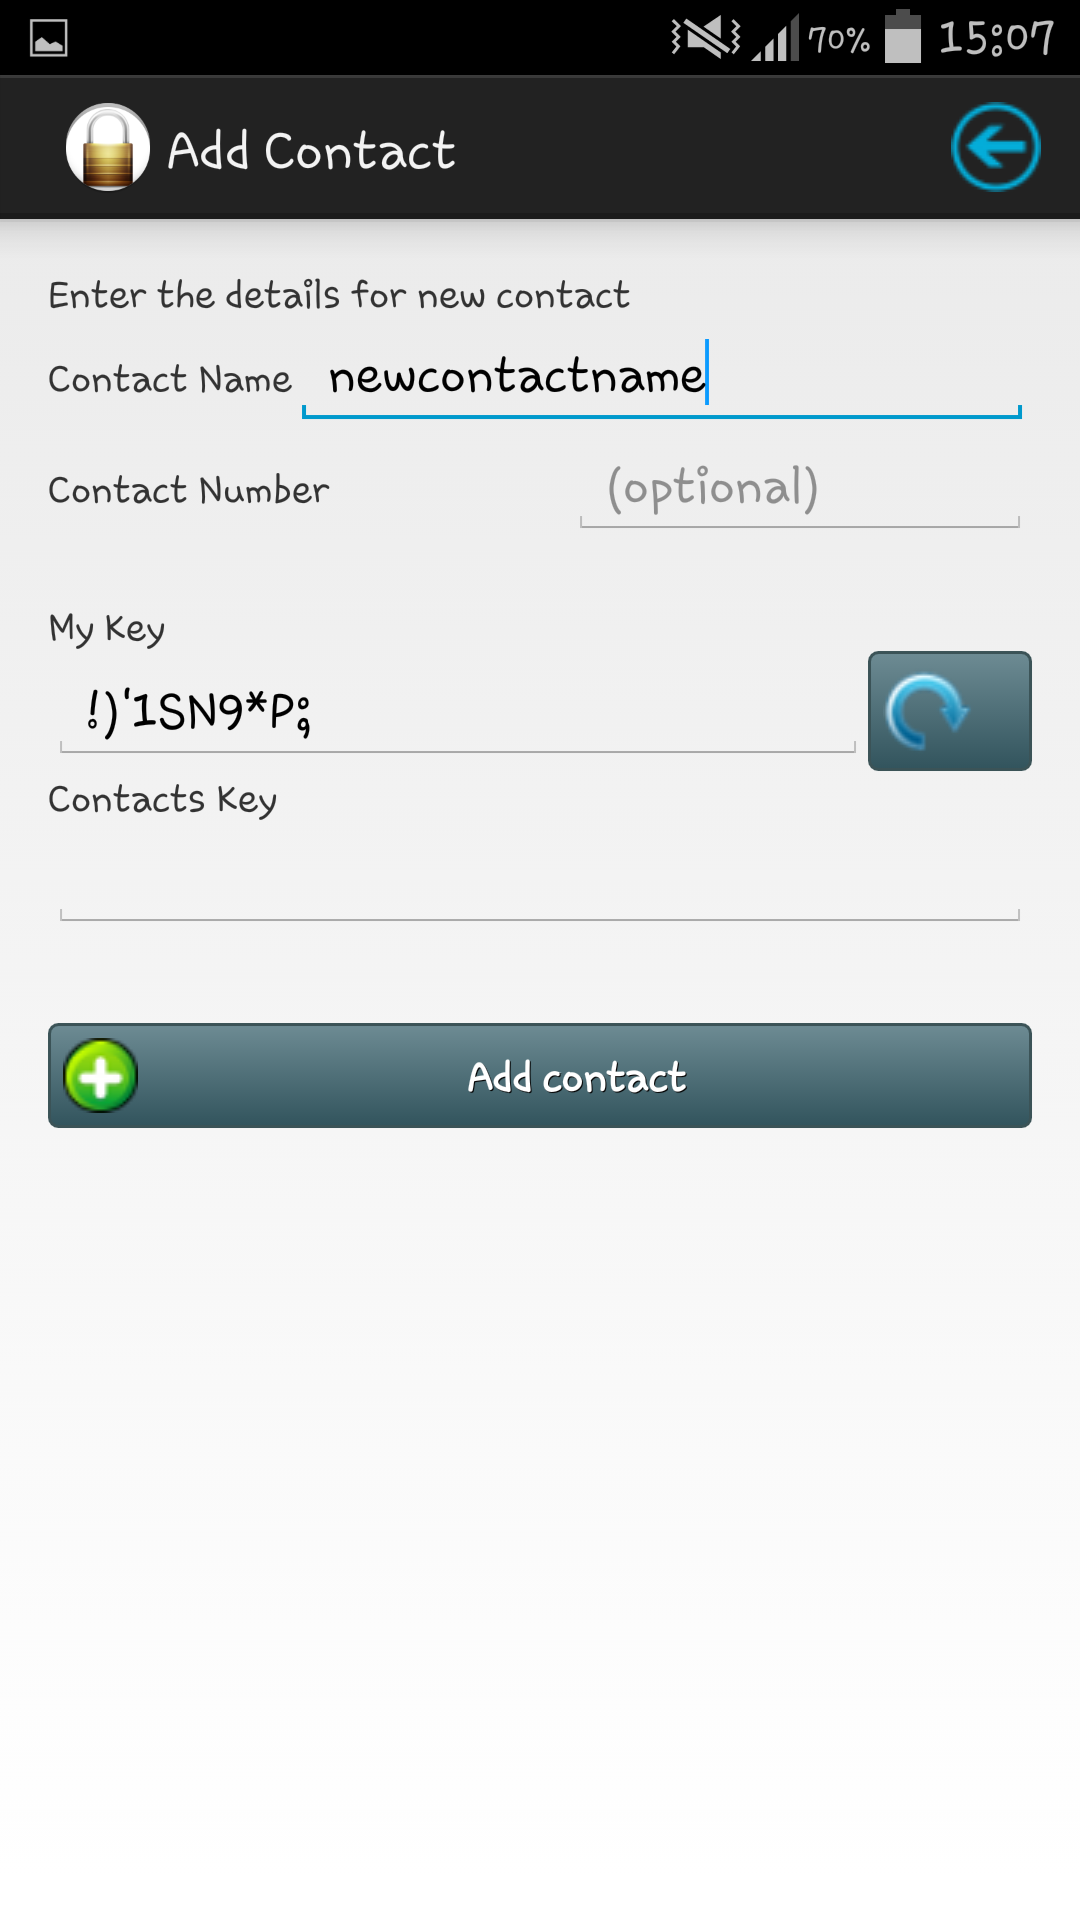 70% 15:07
Add Contact
Enter the details for new contact
Contact Name newcontactname
Contact Number (optional)
My Key
!)'1SN9*P;
Contacts Key
Add contact